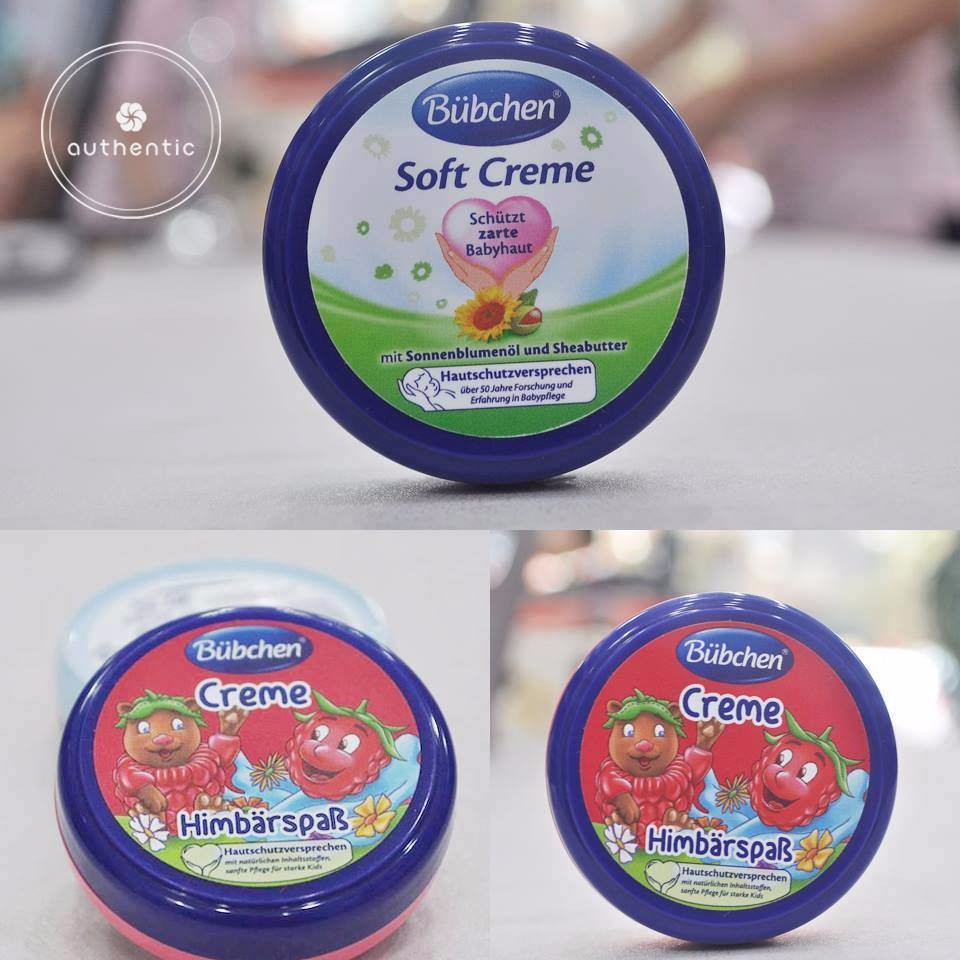 authentic
Bübchen®
Soft Creme
Schützt
zarte
Babyhaut
mit Sonnenblumenöl und Sheabutter
Hautschutzversprechen
über 50 Jahre Forschung und
Erfahrung in Babypflege
Bübchen®
Creme
Himbärspaß
Hautschutzversprechen
mit natürlichen Inhaltsstoffen,
sanfte Pflege für starke Kids
Bübchen®
Creme
Himbärspaß
Hautschutzversprechen
mit natürlichen Inhaltsstoffen,
sanfte Pflege für starke Kids